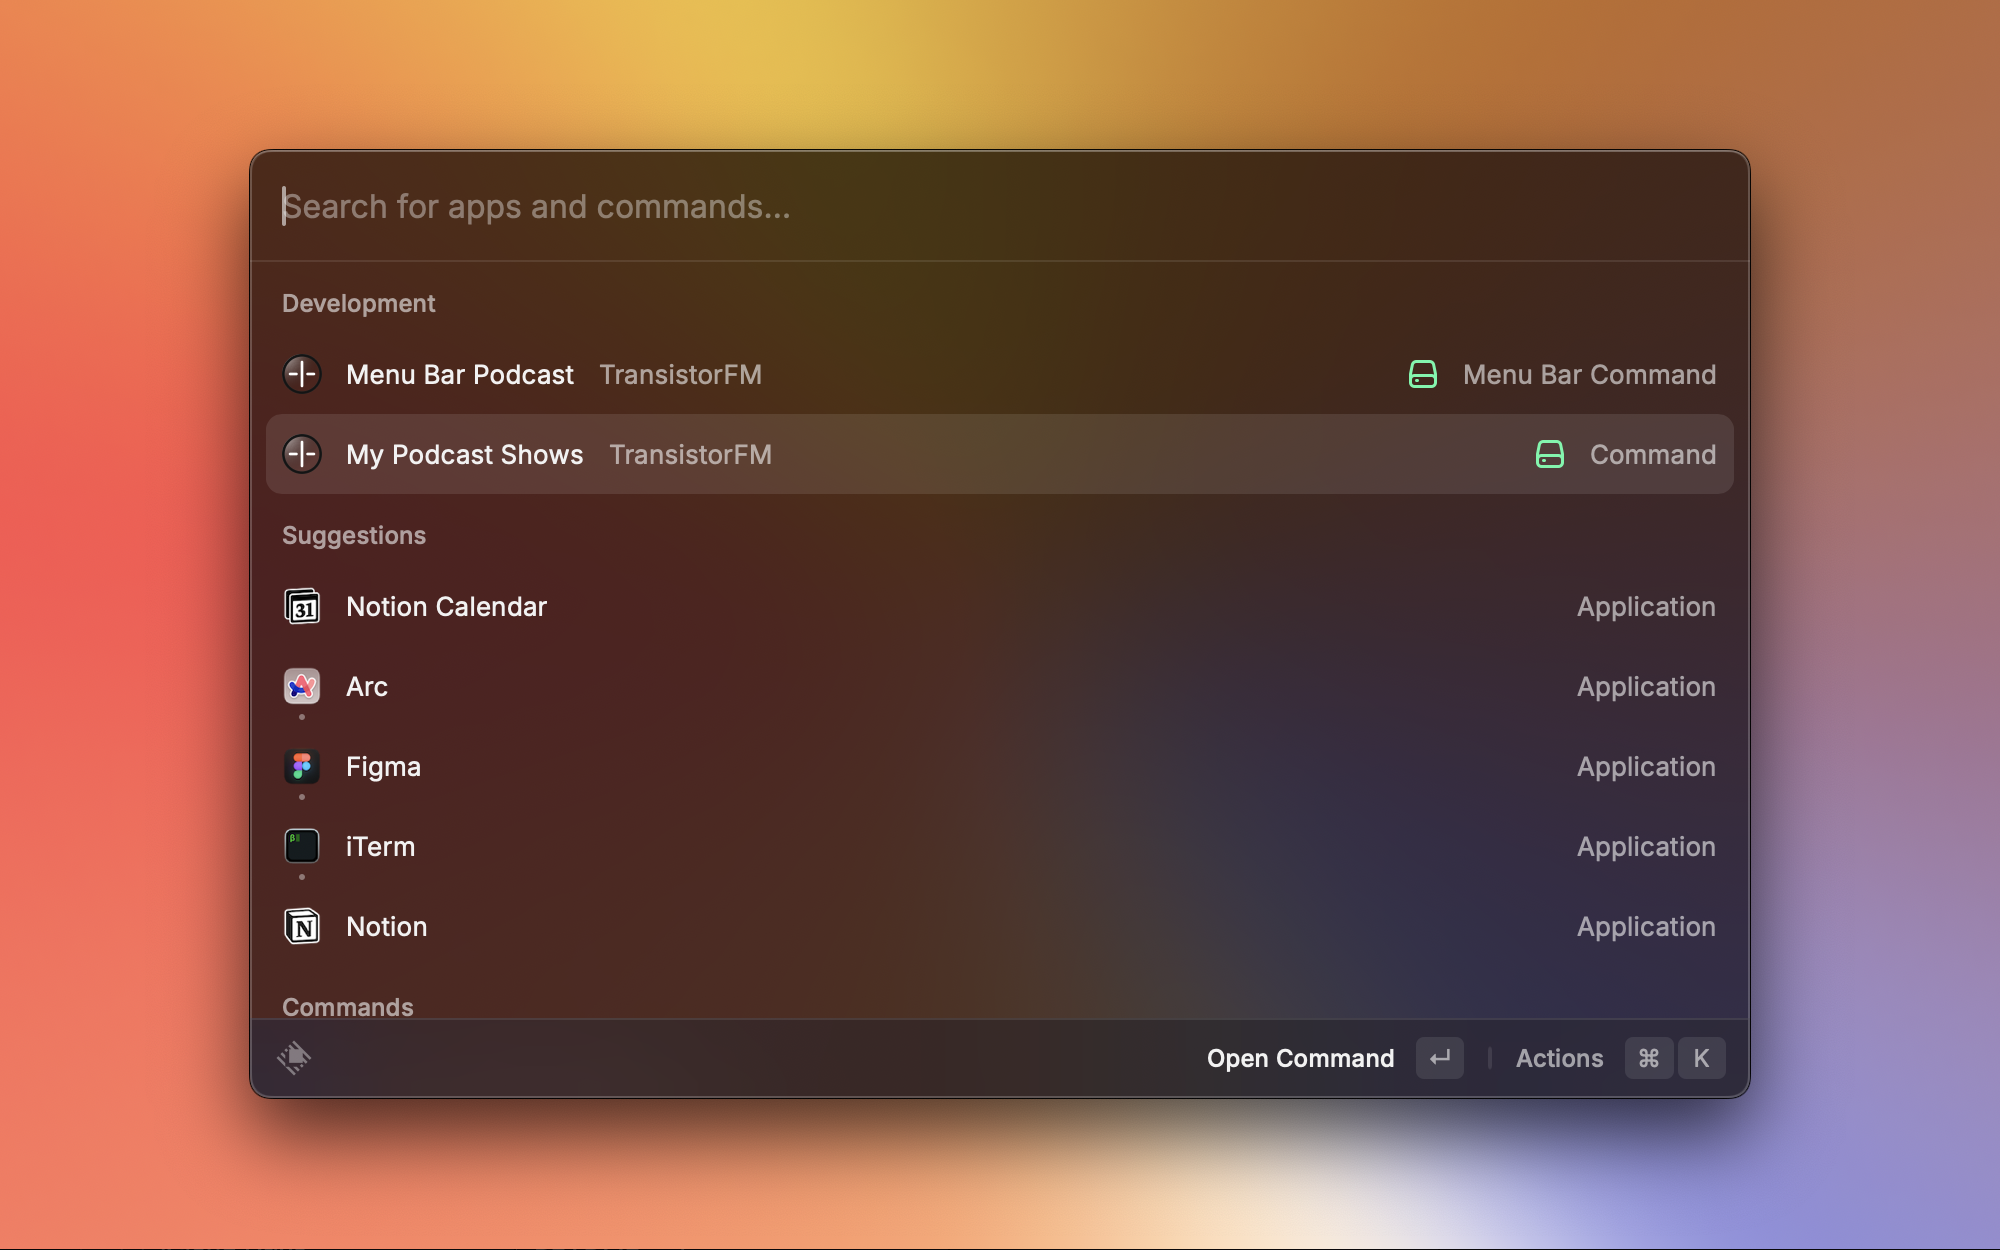 Search for apps and commands...
Development
Menu Bar Podcast TransistorFM Menu Bar Command
My Podcast Shows TransistorFM Command
Suggestions
31 Notion Calendar Application
Arc Application
Figma Application
iTerm Application
N Notion Application
Commands
Open Command ↵ Actions ⌘ K